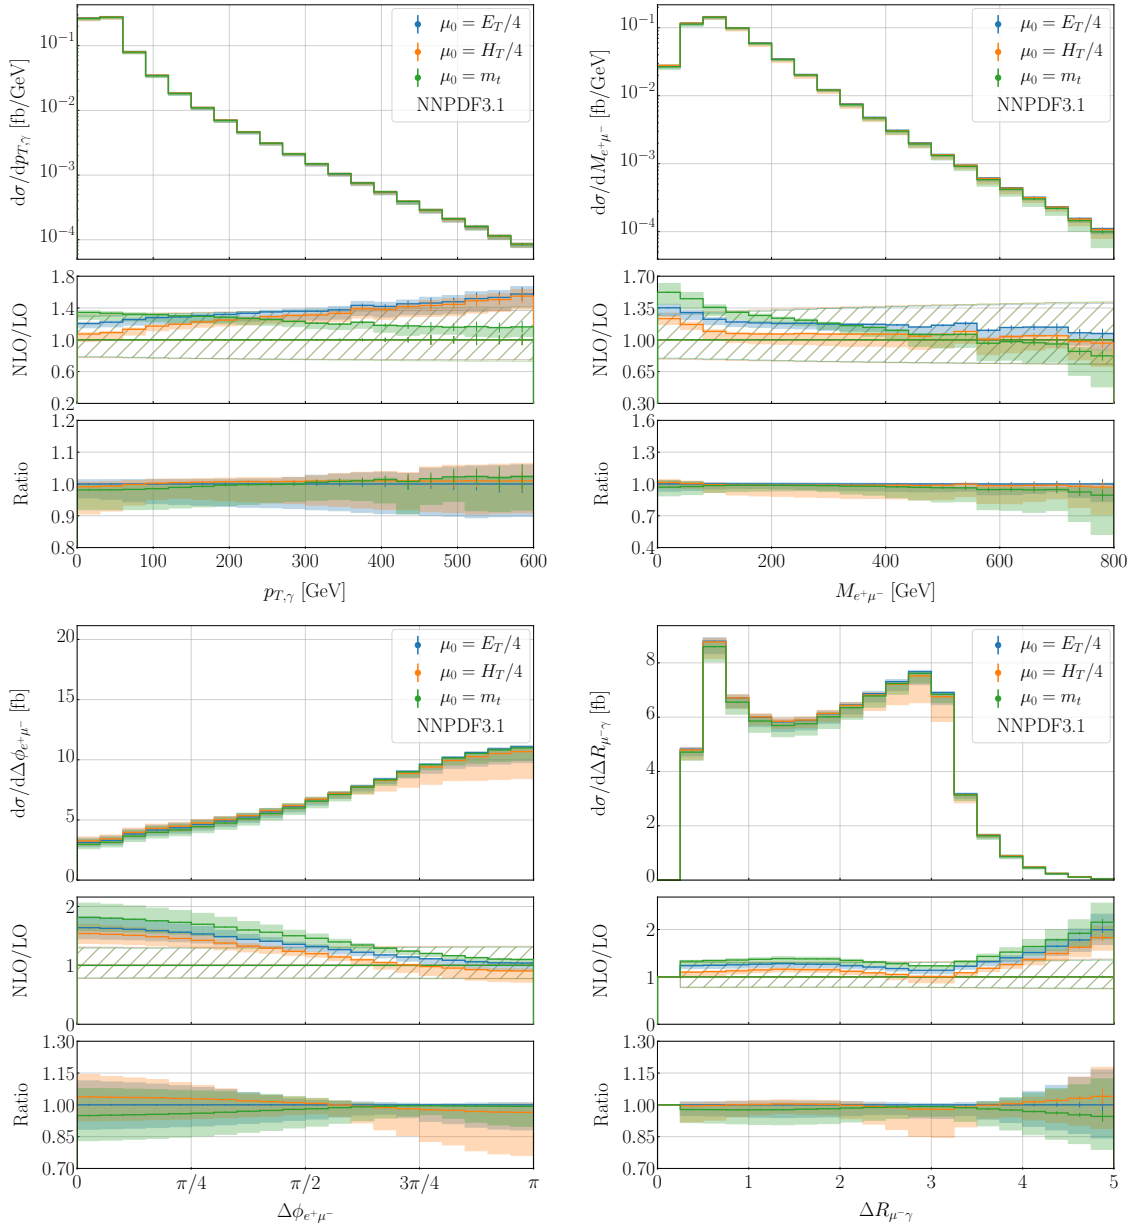 dσ/dp_{T,γ} [fb/GeV]
10^{−1}
10^{−2}
10^{−3}
10^{−4}
μ_0 = E_T/4
μ_0 = H_T/4
μ_0 = m_t
NNPDF3.1
NLO/LO
1.8
1.4
1.0
0.6
0.2
Ratio
1.2
1.1
1.0
0.9
0.8
0 100 200 300 400 500 600
p_{T,γ} [GeV]
dσ/dM_{e^+μ^−} [fb/GeV]
10^{−1}
10^{−2}
10^{−3}
10^{−4}
μ_0 = E_T/4
μ_0 = H_T/4
μ_0 = m_t
NNPDF3.1
NLO/LO
1.70
1.35
1.00
0.65
0.30
Ratio
1.6
1.3
1.0
0.7
0.4
0 200 400 600 800
M_{e^+μ^−} [GeV]
dσ/dΔϕ_{e^+μ^−} [fb]
20
15
10
5
0
μ_0 = E_T/4
μ_0 = H_T/4
μ_0 = m_t
NNPDF3.1
NLO/LO
2
1
0
Ratio
1.30
1.15
1.00
0.85
0.70
0 π/4 π/2 3π/4 π
Δϕ_{e^+μ^−}
dσ/dΔR_{μ^−γ} [fb]
8
6
4
2
0
μ_0 = E_T/4
μ_0 = H_T/4
μ_0 = m_t
NNPDF3.1
NLO/LO
2
1
0
Ratio
1.30
1.15
1.00
0.85
0.70
0 1 2 3 4 5
ΔR_{μ^−γ}